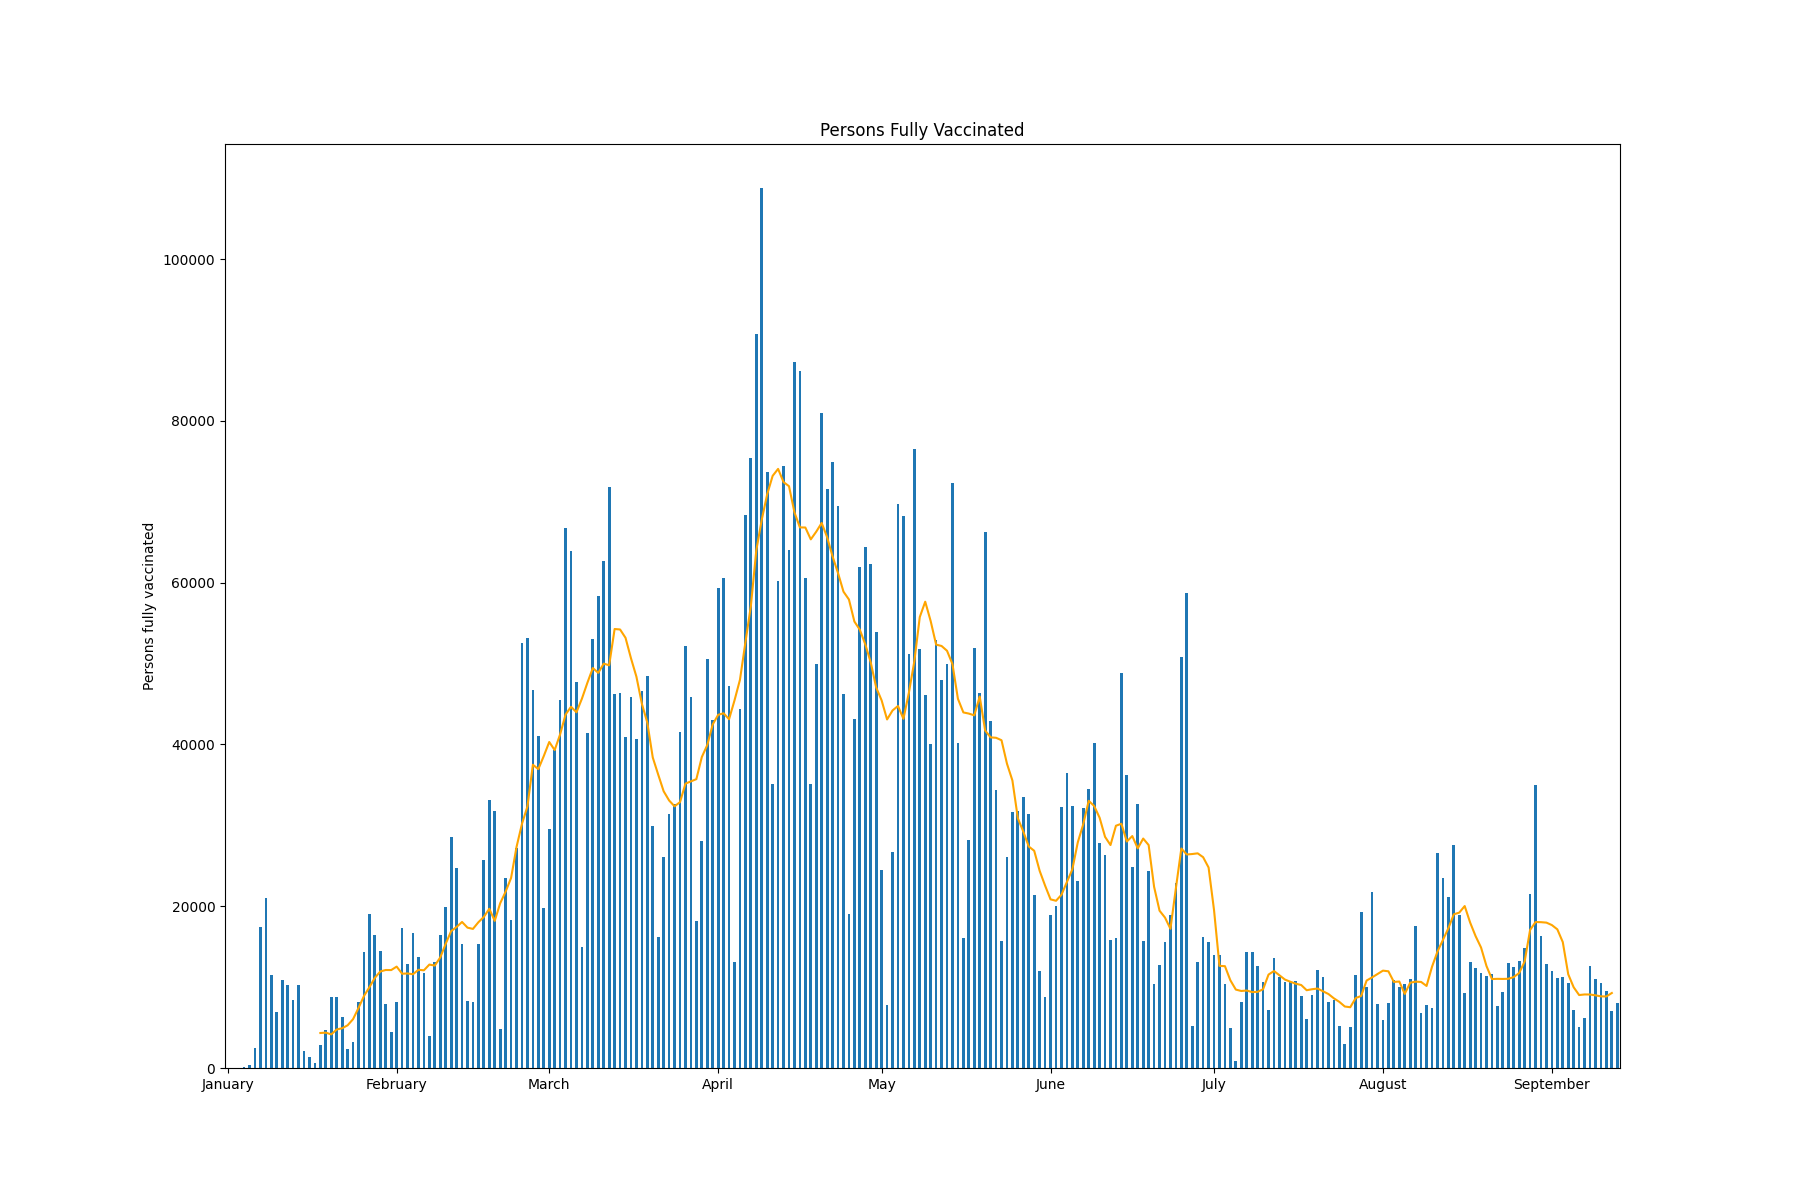 Persons Fully Vaccinated
Persons fully vaccinated
100000
80000
60000
40000
20000
0
January February March April May June July August September